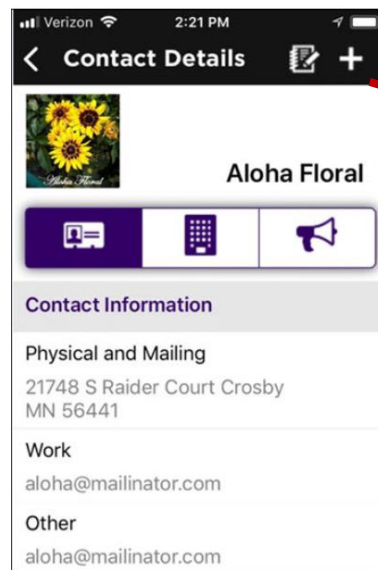 Verizon 2:21 PM
Contact Details
Aloha Floral
Aloha Floral
Contact Information
Physical and Mailing
21748 S Raider Court Crosby
MN 56441
Work
aloha@mailinator.com
Other
aloha@mailinator.com